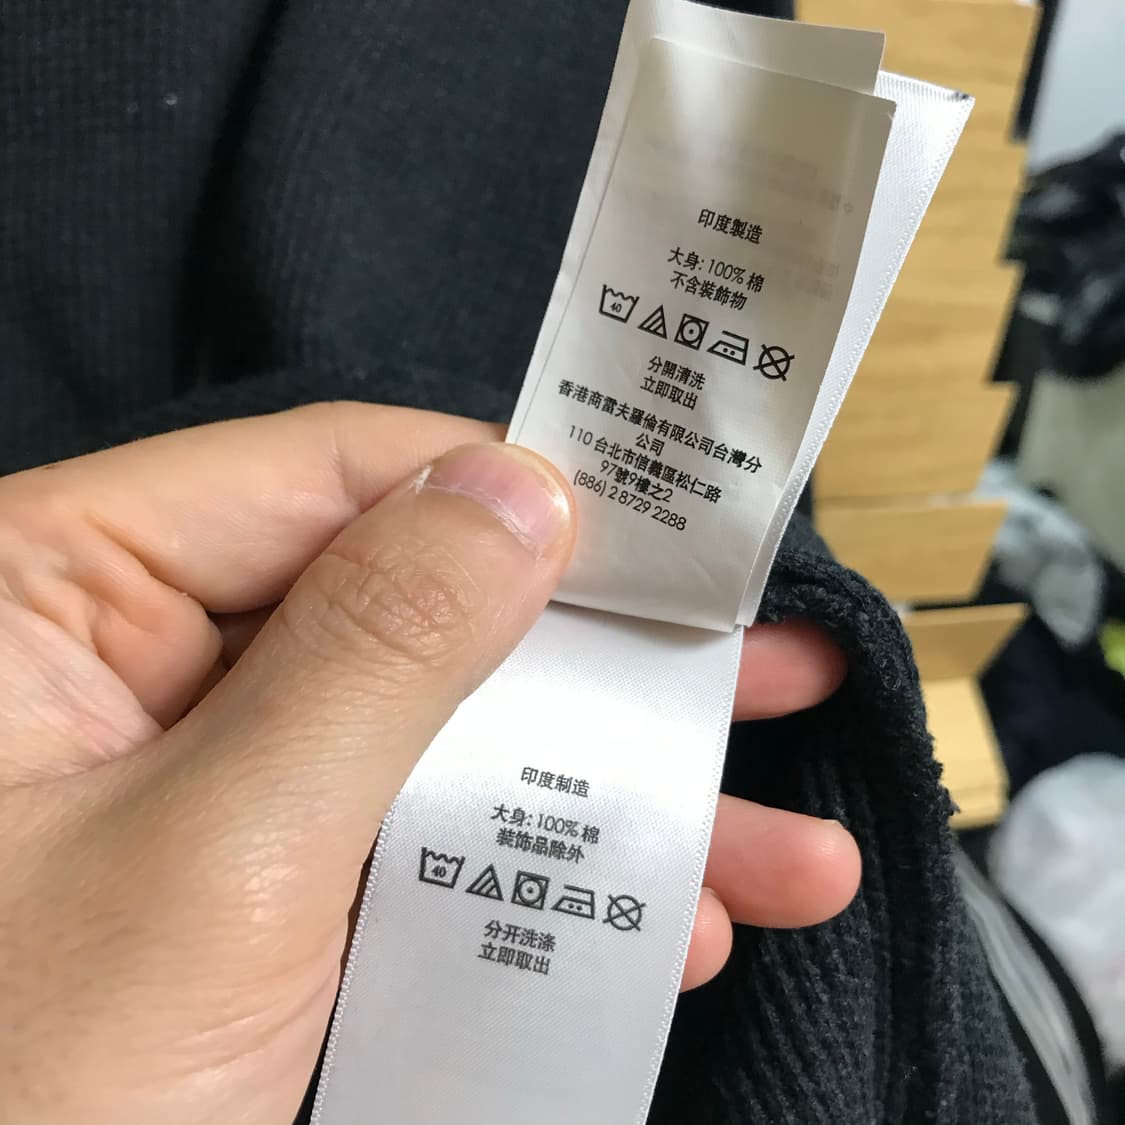 印度製造
大身: 100% 棉
不含裝飾物
40
分開清洗
立即取出
香港商雷夫羅倫有限公司台灣分
公司
110 台北市信義區松仁路
97號9樓之2
(886) 2 8729 2288
印度制造
大身: 100% 棉
装饰品除外
40
分开洗涤
立即取出